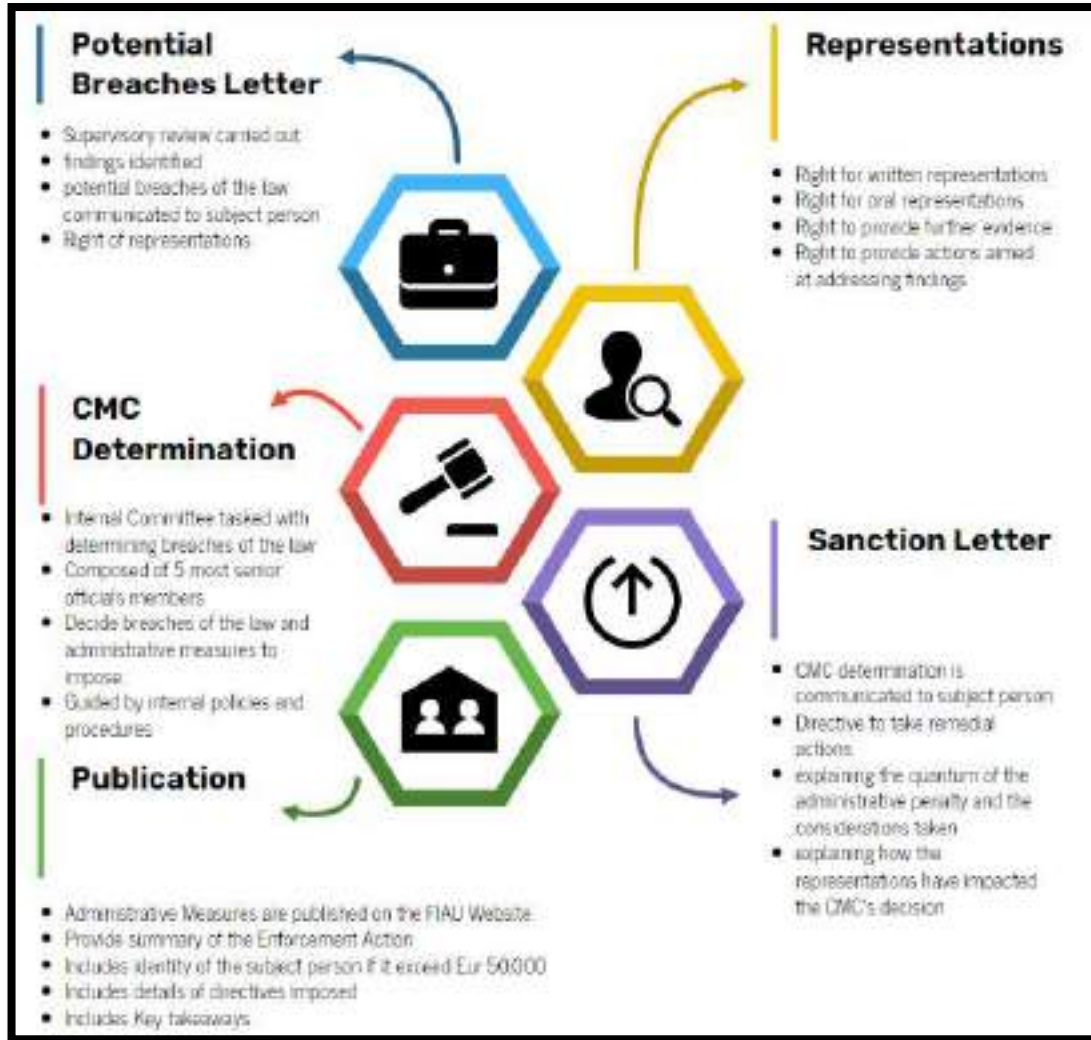 Potential
Breaches Letter
• Supervisory review carried out
• findings identified
• potential breaches of the law
communicated to subject person
• Right of representations
Representations
• Right for written representations
• Right for oral representations
• Right to provide further evidence
• Right to provide actions aimed
at addressing findings
CMC
Determination
• Internal Committee tasked with
determining breaches of the law
• Composed of 5 most senior
officials members
• Decide breaches of the law and
administrative measures to
impose
• Guided by internal policies and
procedures
Sanction Letter
• CMC determination is
communicated to subject person
• Directive to take remedial
actions
• explaining the quantum of the
administrative penalty and the
considerations taken
• explaining how the
representations have impacted
the CMC's decision
Publication
• Administrative Measures are published on the FIAU Website
• Provide summary of the Enforcement Action
• Includes identity of the subject person if it exceed Eur 50,000
• Includes details of directives imposed
• Includes Key takeaways